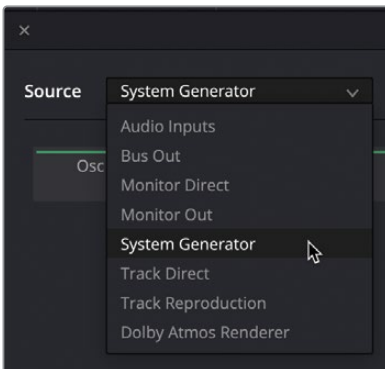 Source System Generator
Audio Inputs
Bus Out
Osc
Monitor Direct
Monitor Out
System Generator
Track Direct
Track Reproduction
Dolby Atmos Renderer